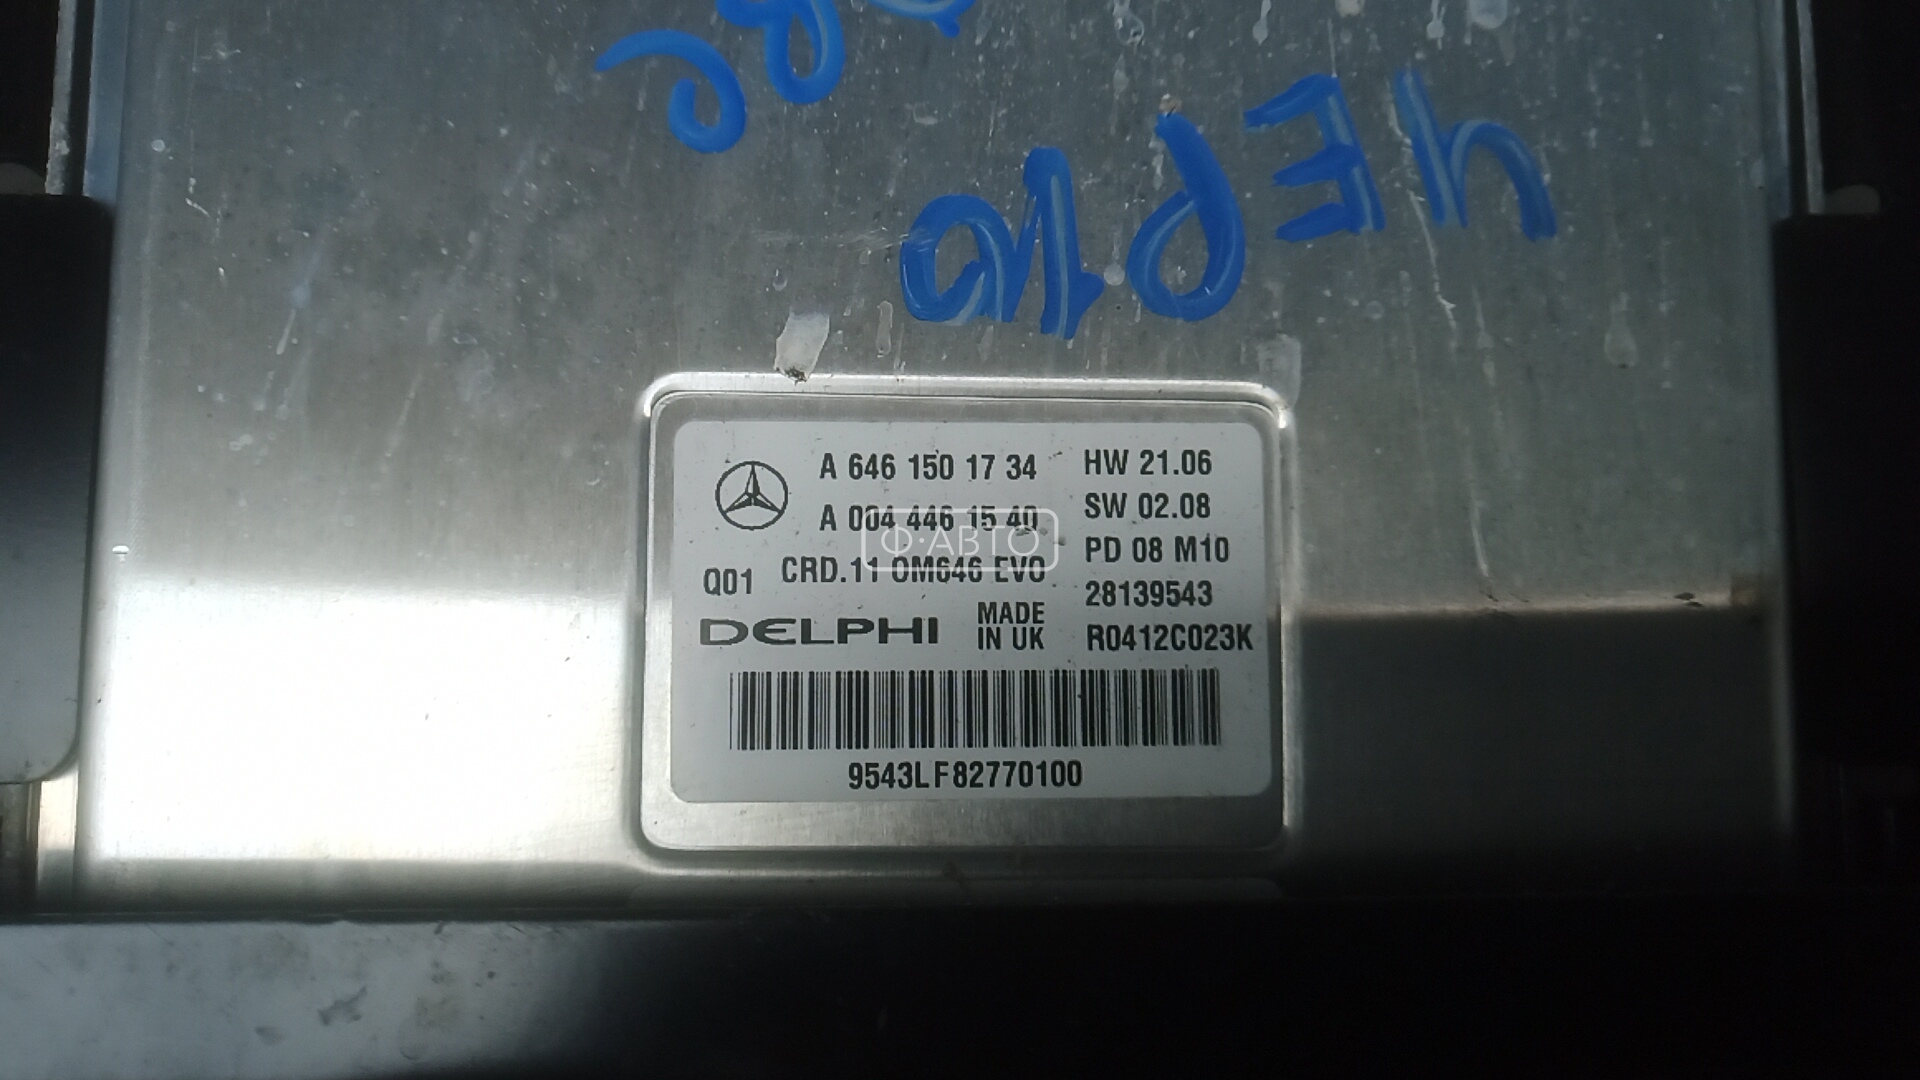 A 646 150 17 34
A 004 446 15 40
Q01 CRD.11 OM646 EVO
DELPHI MADE IN UK
HW 21.06
SW 02.08
PD 08 M10
28139543
R0412C023K
9543LF82770100
Ф·АВТО